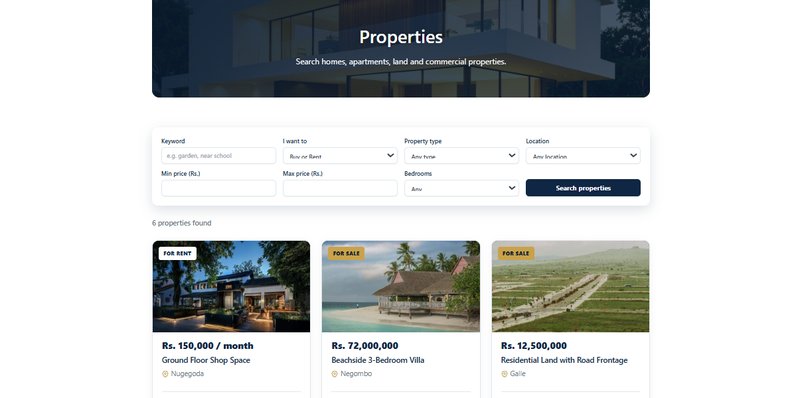 Properties
Search homes, apartments, land and commercial properties.
Keyword
I want to
Property type
Location
e.g. garden, near school
Buy or Rent
Any type
Any location
Min price (Rs.)
Max price (Rs.)
Bedrooms
Any
Search properties
6 properties found
FOR RENT
FOR SALE
FOR SALE
Rs. 150,000 / month
Rs. 72,000,000
Rs. 12,500,000
Ground Floor Shop Space
Beachside 3-Bedroom Villa
Residential Land with Road Frontage
Nugegoda
Negombo
Galle